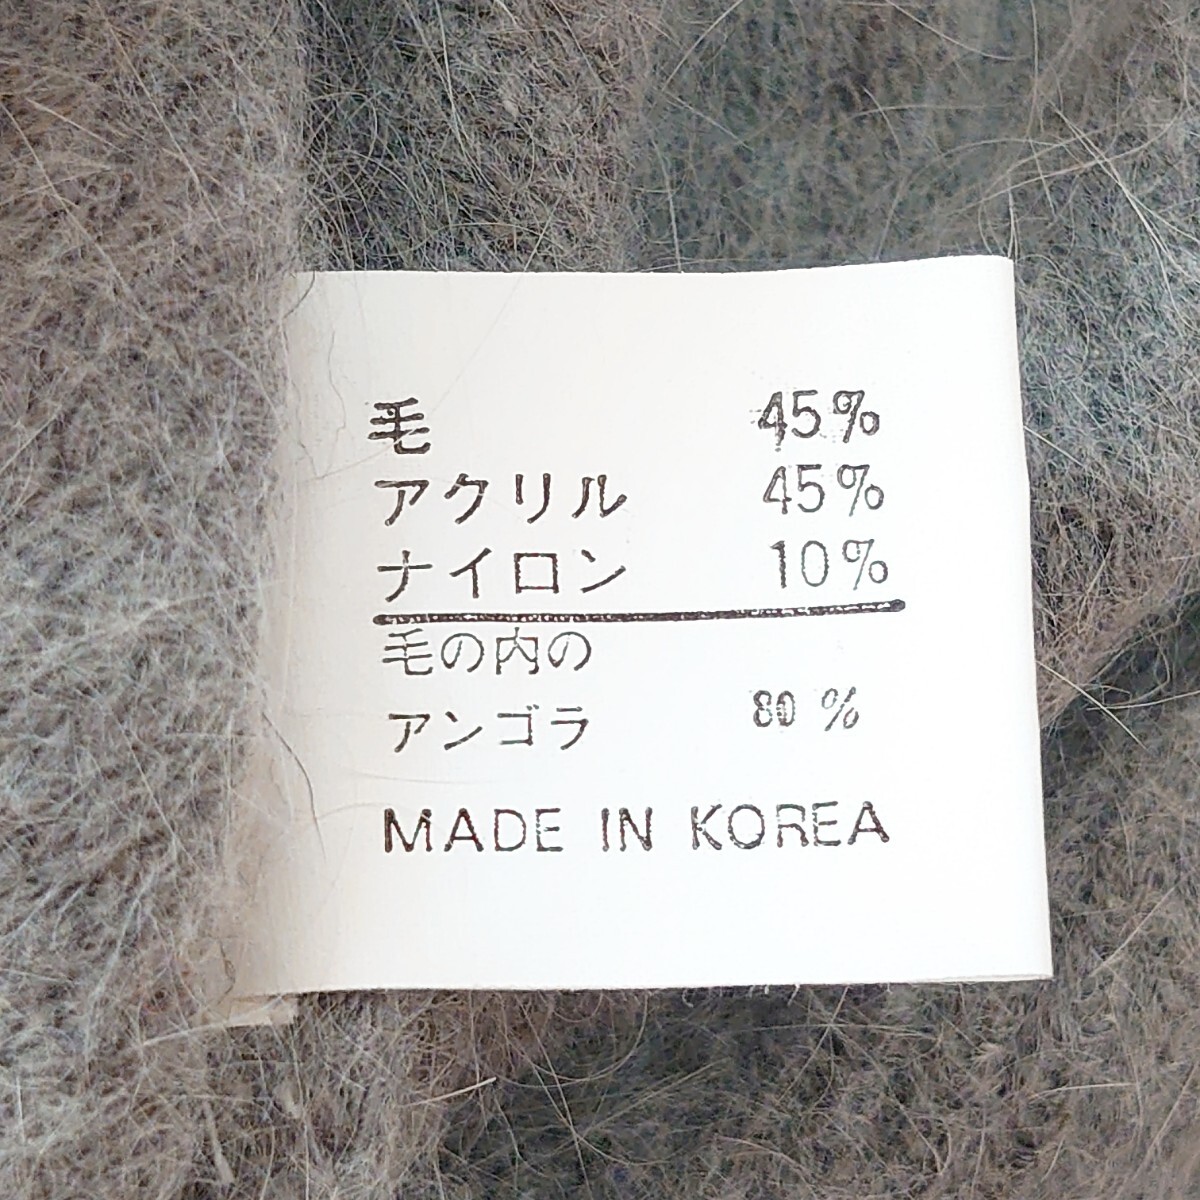 毛 45%
アクリル 45%
ナイロン 10%
毛の内の
アンゴラ 80 %
MADE IN KOREA